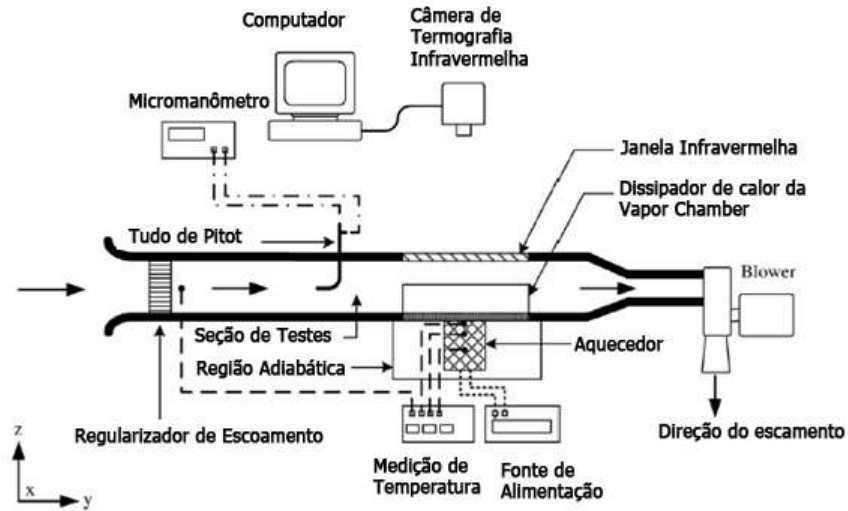 Computador
Câmera de
Termografia
Infravermelha
Micromanômetro
Janela Infravermelha
Dissipador de calor da
Vapor Chamber
Tudo de Pitot
Blower
Seção de Testes
Aquecedor
Região Adiabática
Regularizador de Escoamento
Medição de
Temperatura
Fonte de
Alimentação
Direção do escamento
z
x
y